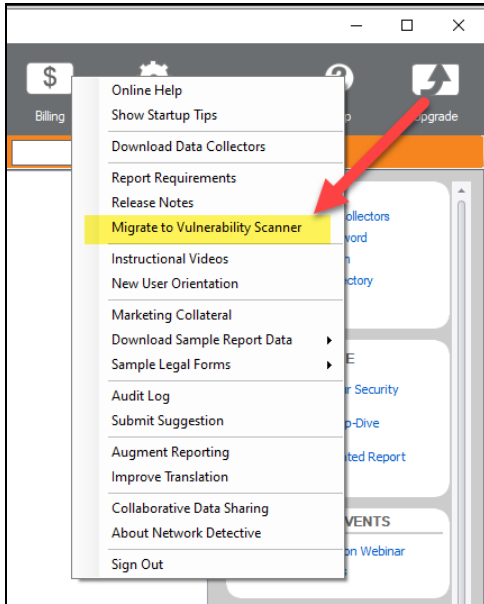 $
Billing
?
Upgrade
Online Help
Show Startup Tips
Download Data Collectors
Report Requirements
Release Notes
Migrate to Vulnerability Scanner
Instructional Videos
New User Orientation
Marketing Collateral
Download Sample Report Data
Sample Legal Forms
Audit Log
Submit Suggestion
Augment Reporting
Improve Translation
Collaborative Data Sharing
About Network Detective
Sign Out
ollectors
vord
ctory
E
r Security
p-Dive
ted Report
VENTS
on Webinar